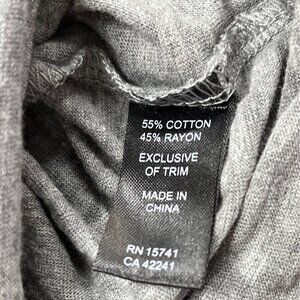 55% COTTON
45% RAYON
EXCLUSIVE
OF TRIM
MADE IN
CHINA
RN 15741
CA 42241